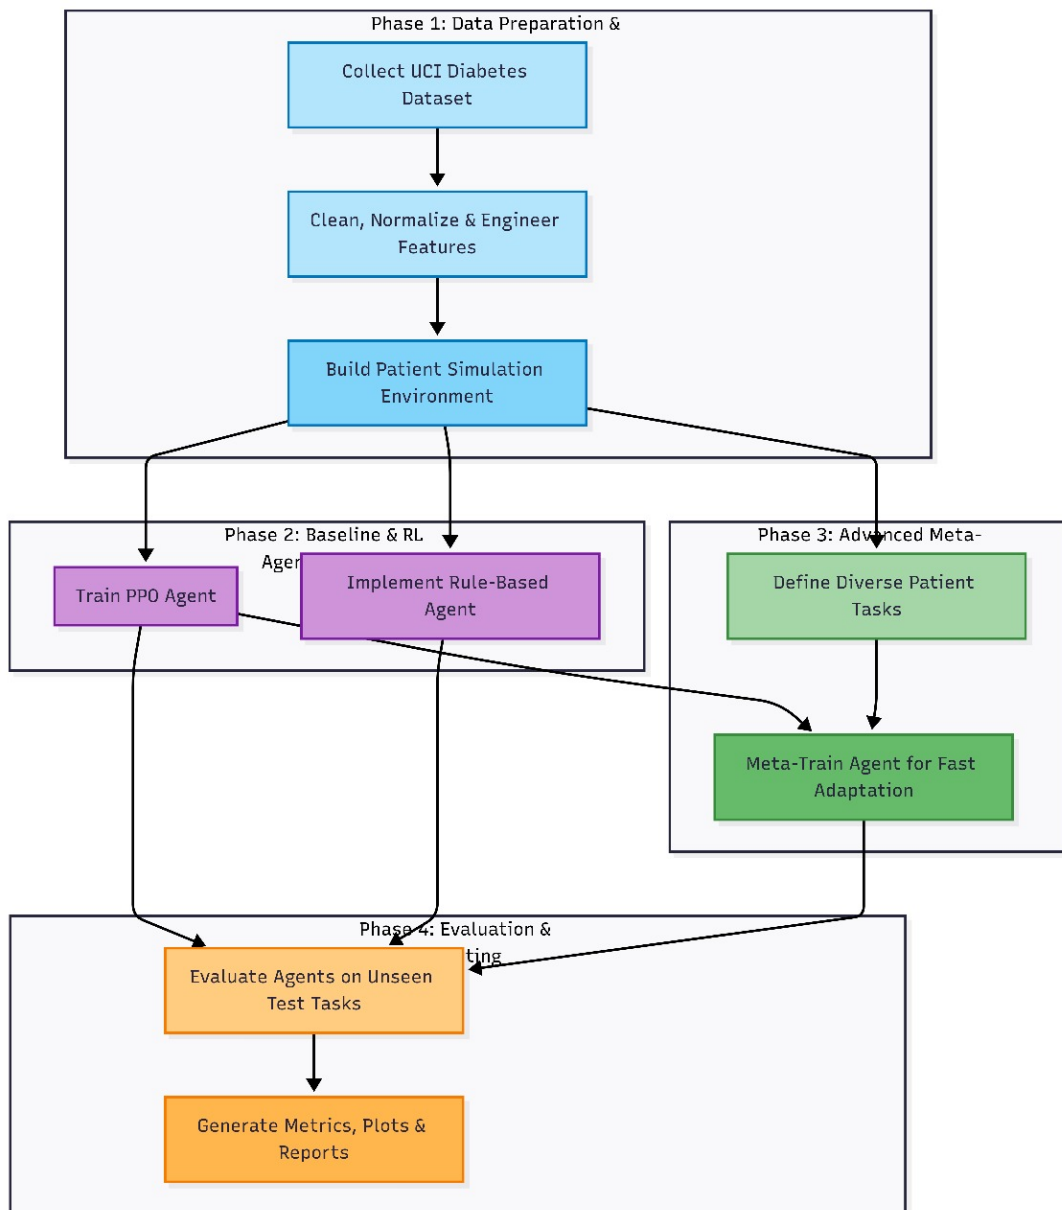 Phase 1: Data Preparation &
Collect UCI Diabetes
Dataset
Clean, Normalize & Engineer
Features
Build Patient Simulation
Environment
Phase 2: Baseline & RL
Train PPO Agent
Implement Rule-Based
Agent
Phase 3: Advanced Meta-
Define Diverse Patient
Tasks
Meta-Train Agent for Fast
Adaptation
Phase 4: Evaluation &
Evaluate Agents on Unseen
Test Tasks
Generate Metrics, Plots &
Reports